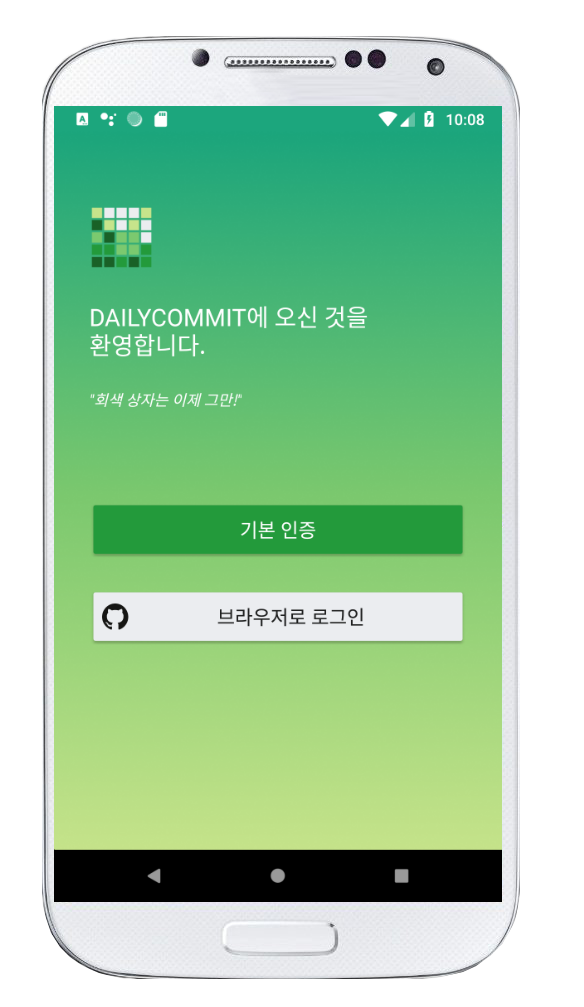 A
10:08
DAILYCOMMIT에 오신 것을
환영합니다.
"회색 상자는 이제 그만!"
기본 인증
브라우저로 로그인